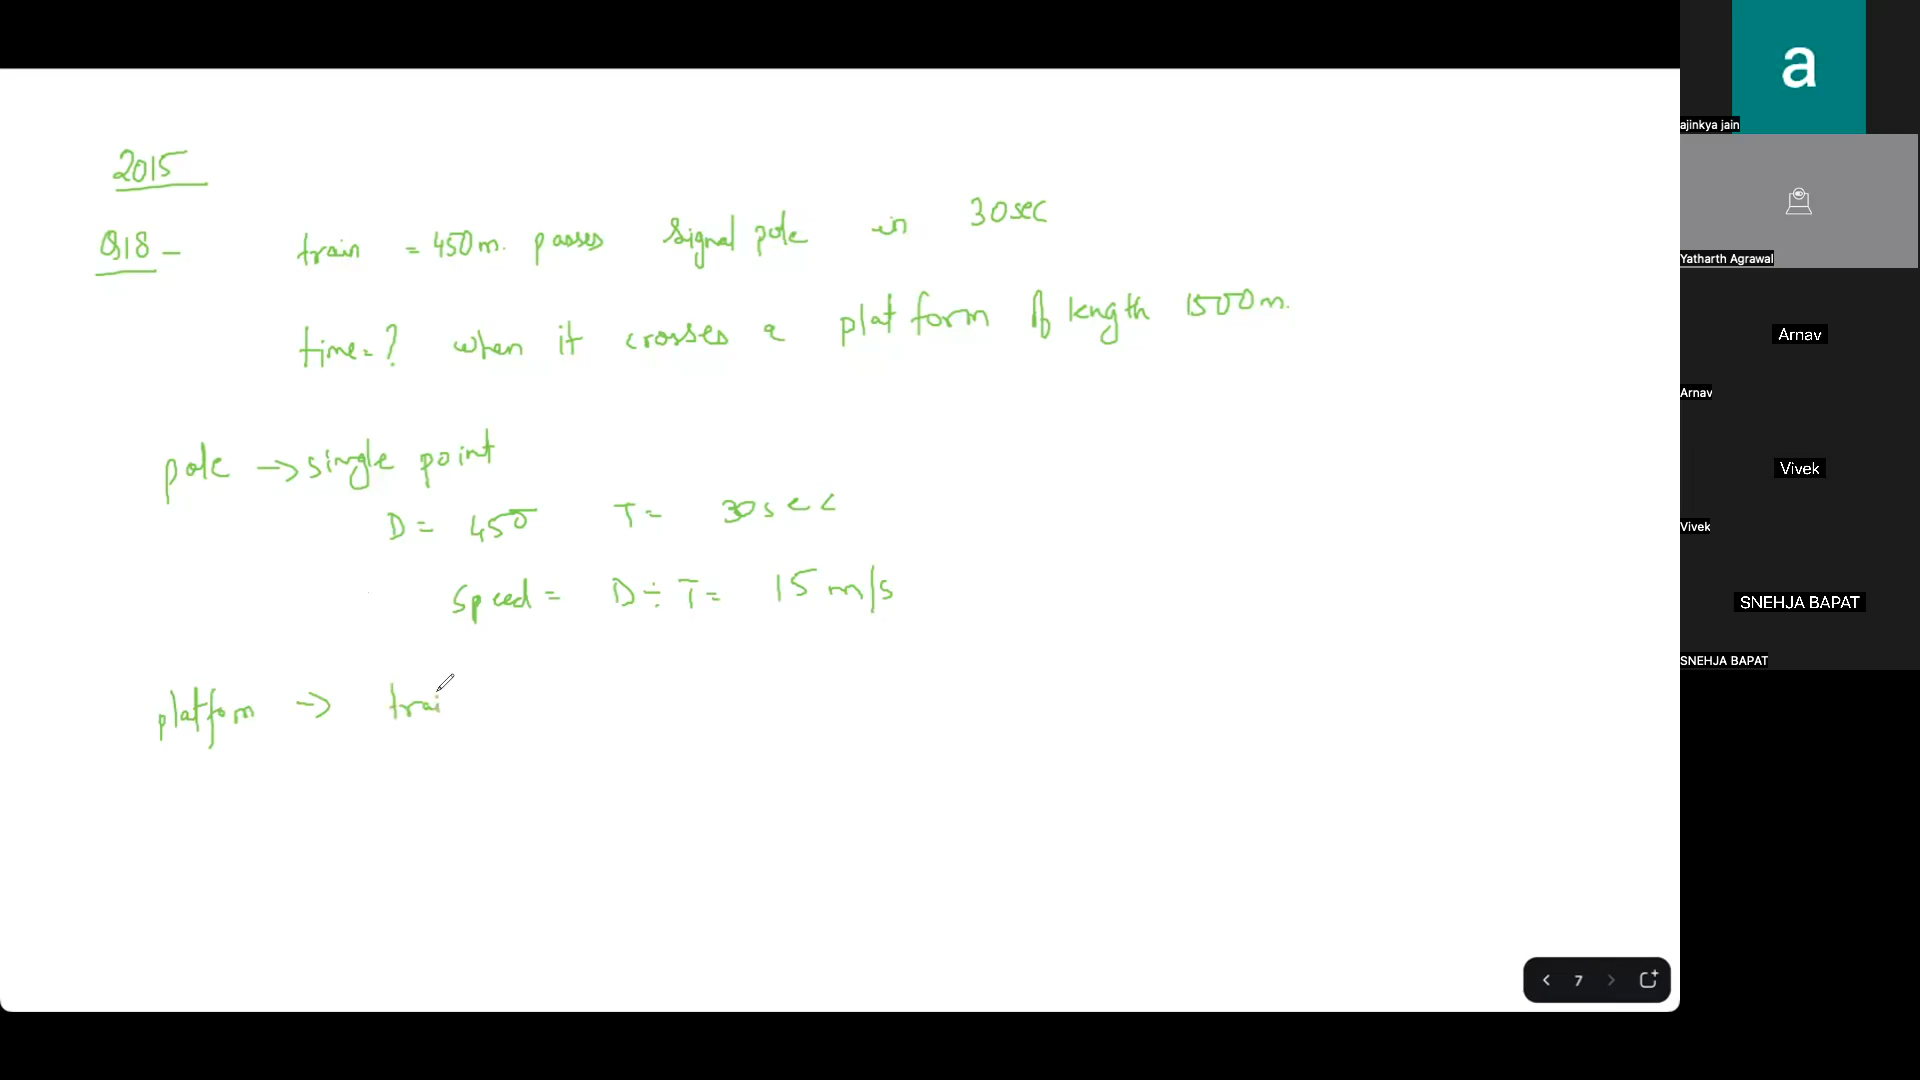 2015
Q18 - train = 450m. passes signal pole in 30sec
time = ? when it crosses a platform of length 1500m.
pole -> single point
D = 450 T = 30sec
Speed = D ÷ T = 15 m/s
platform -> trai
7
a
ajinkya jain
Yatharth Agrawal
Arnav
Arnav
Vivek
Vivek
SNEHJA BAPAT
SNEHJA BAPAT